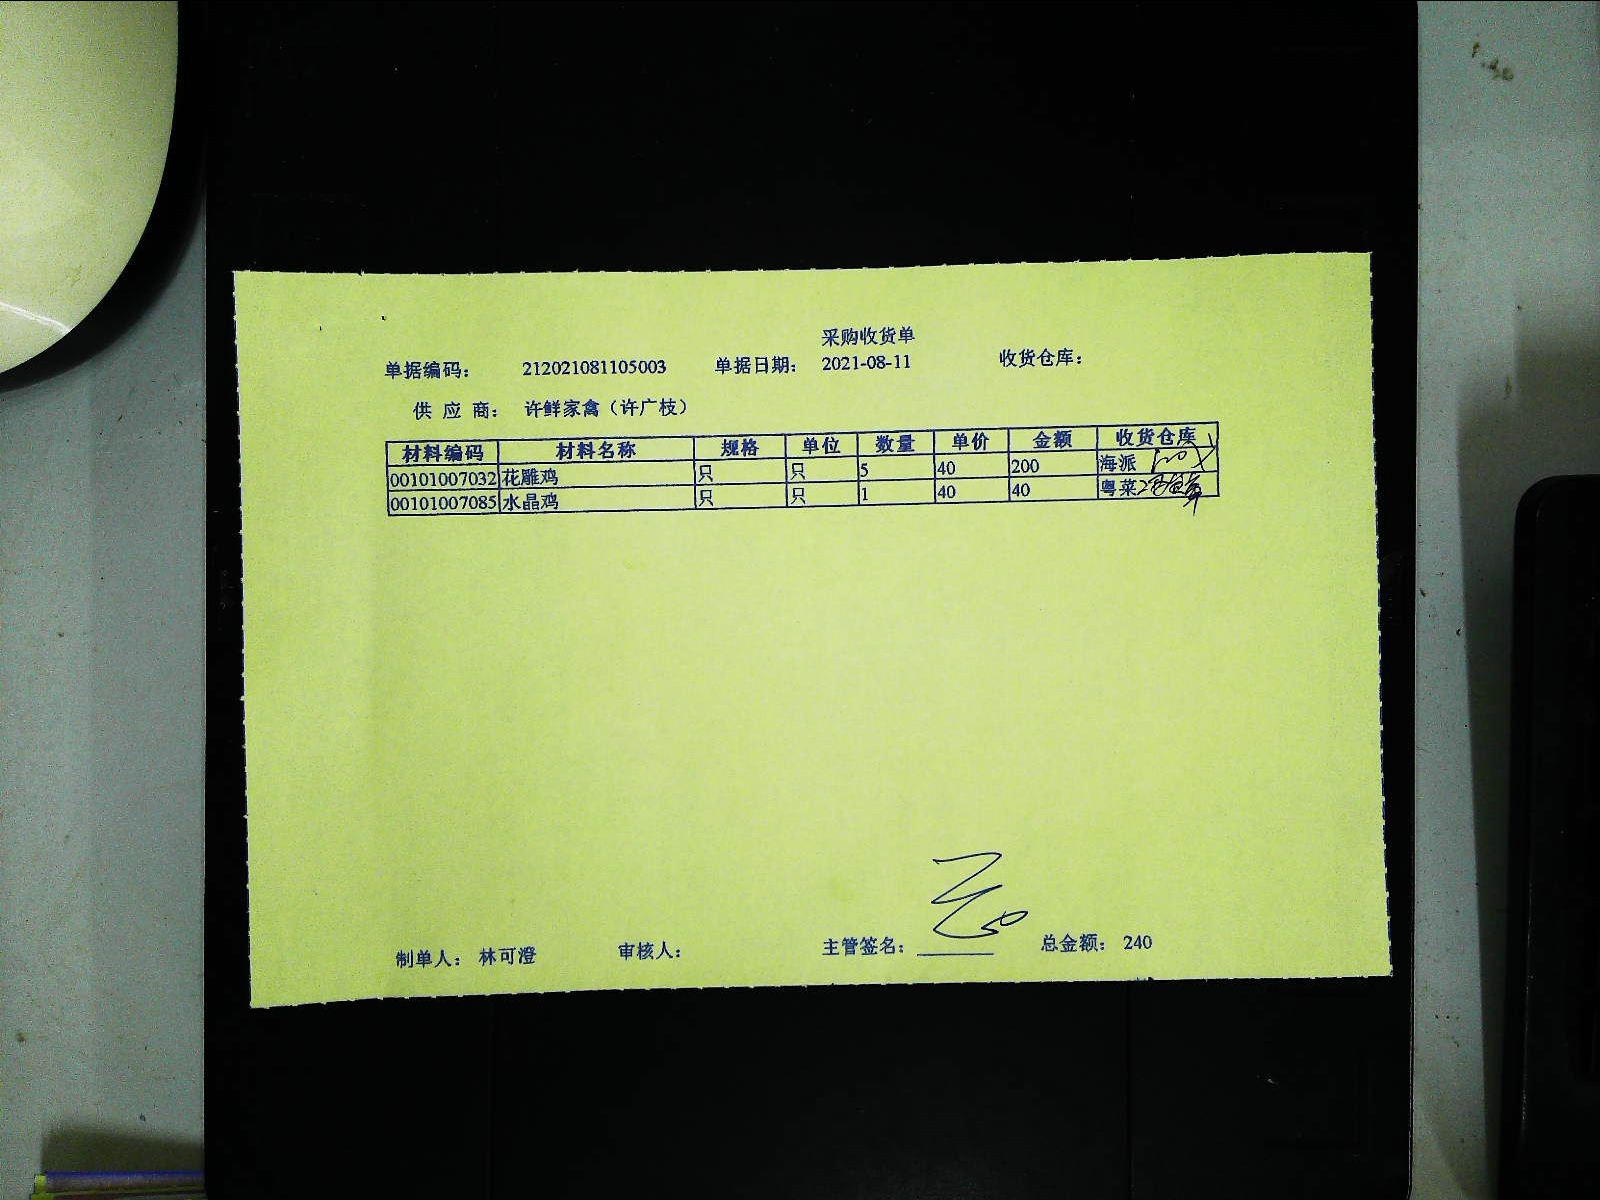 采购收货单
单据编码： 212021081105003 单据日期： 2021-08-11 收货仓库：
供 应 商： 许鲜家禽（许广枝）
材料编码 材料名称 规格 单位 数量 单价 金额 收货仓库
00101007032 花雕鸡 只 只 5 40 200 海派
00101007085 水晶鸡 只 只 1 40 40 粤菜
制单人： 林可澄 审核人： 主管签名： 总金额： 240